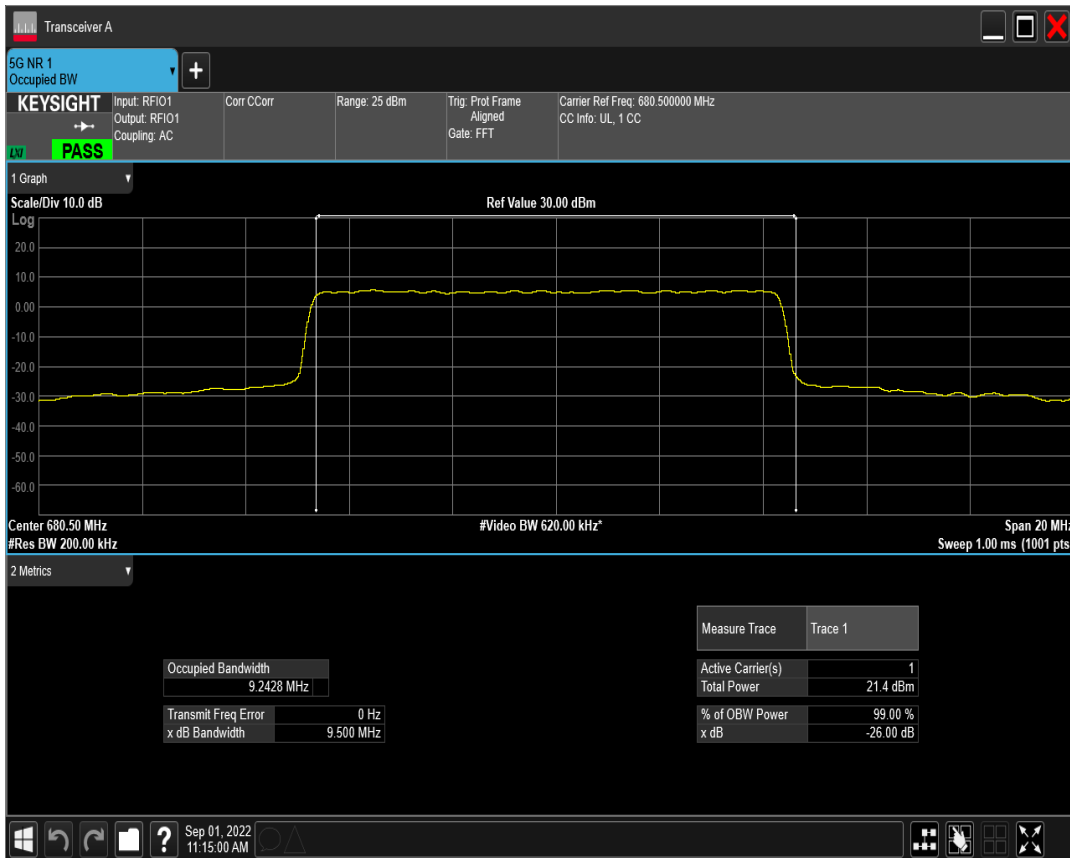 Transceiver A
5G NR 1
Occupied BW
KEYSIGHT
LXI
PASS
Input: RFIO1
Output: RFIO1
Coupling: AC
Corr CCorr
Range: 25 dBm
Trig: Prot Frame
Aligned
Gate: FFT
Carrier Ref Freq: 680.500000 MHz
CC Info: UL, 1 CC
1 Graph
Scale/Div 10.0 dB
Ref Value 30.00 dBm
Log
20.0
10.0
0.00
-10.0
-20.0
-30.0
-40.0
-50.0
-60.0
Center 680.50 MHz
#Video BW 620.00 kHz*
Span 20 MHz
#Res BW 200.00 kHz
Sweep 1.00 ms (1001 pts
2 Metrics
Measure Trace Trace 1
Occupied Bandwidth
9.2428 MHz
Active Carrier(s) 1
Total Power 21.4 dBm
Transmit Freq Error 0 Hz
x dB Bandwidth 9.500 MHz
% of OBW Power 99.00 %
x dB -26.00 dB
?
Sep 01, 2022
11:15:00 AM